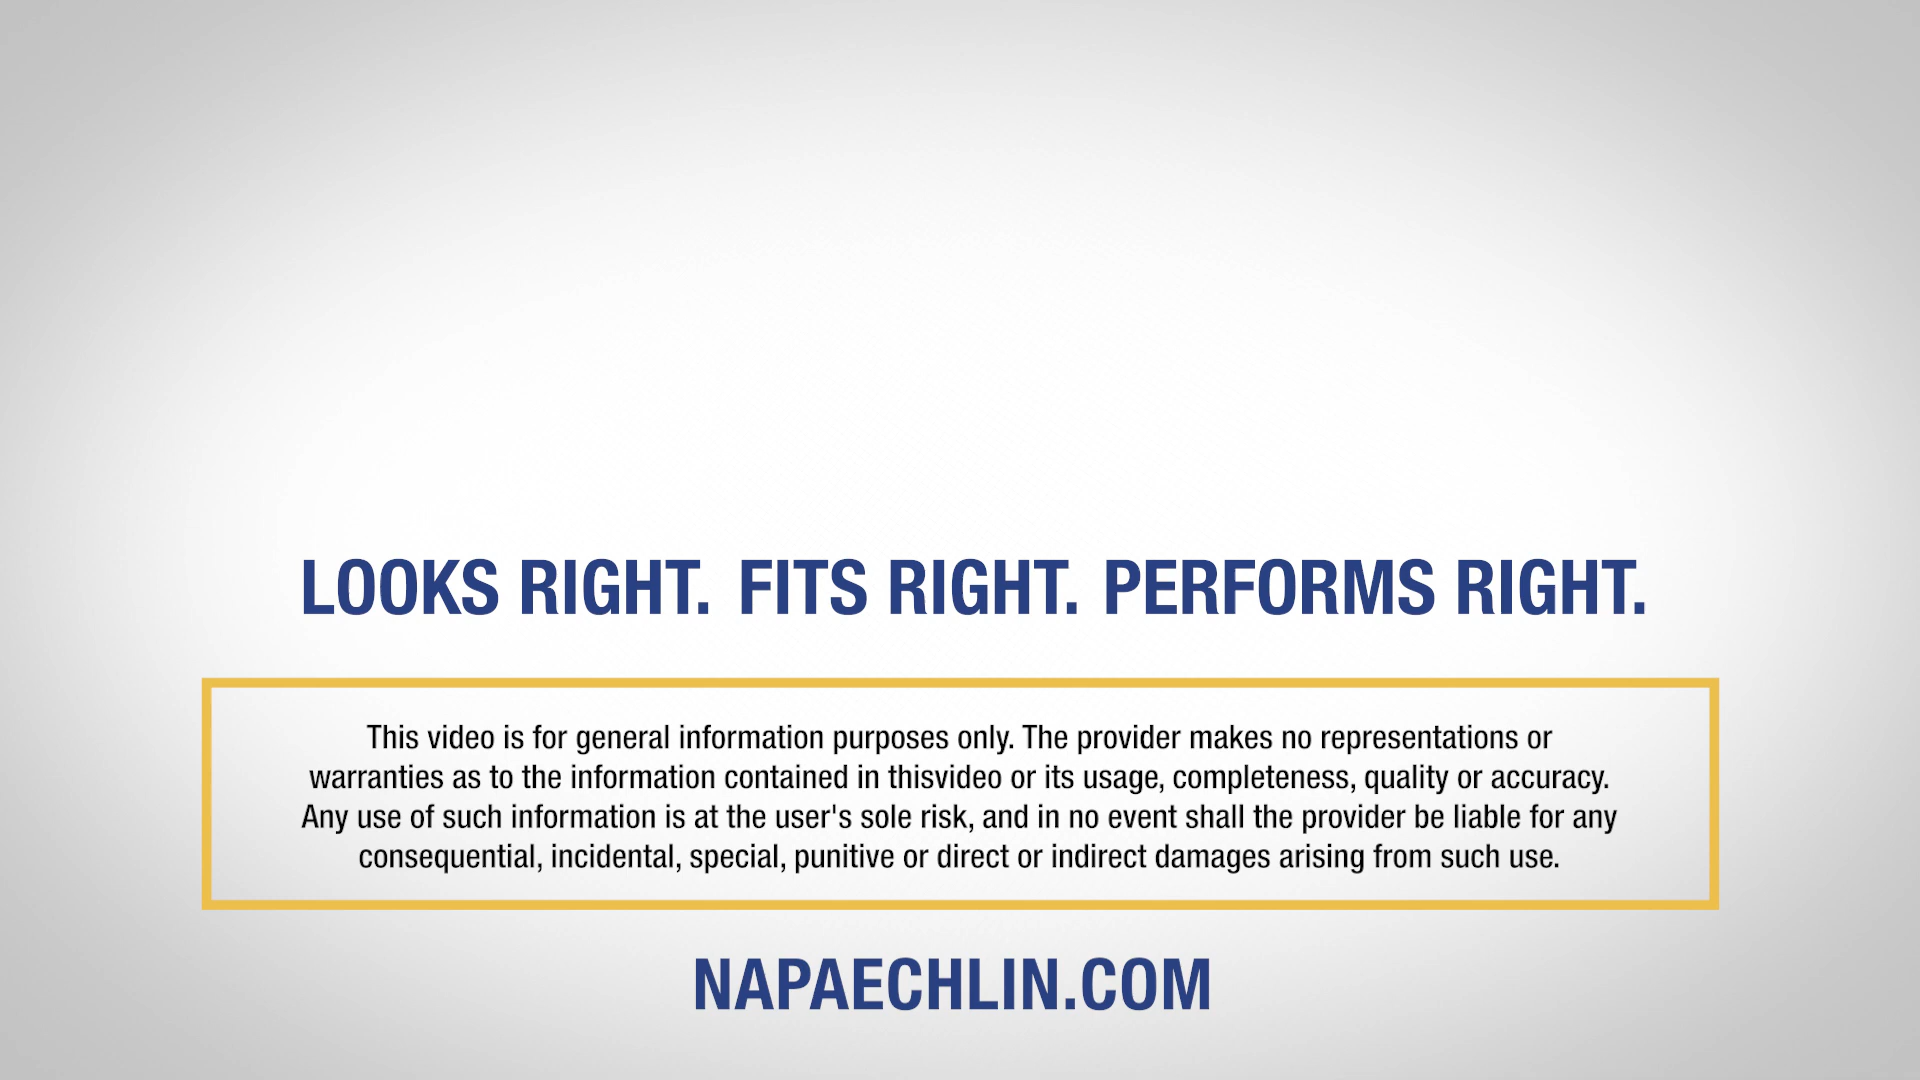 LOOKS RIGHT. FITS RIGHT. PERFORMS RIGHT.
This video is for general information purposes only. The provider makes no representations or
warranties as to the information contained in thisvideo or its usage, completeness, quality or accuracy.
Any use of such information is at the user's sole risk, and in no event shall the provider be liable for any
consequential, incidental, special, punitive or direct or indirect damages arising from such use.
NAPAECHLIN.COM